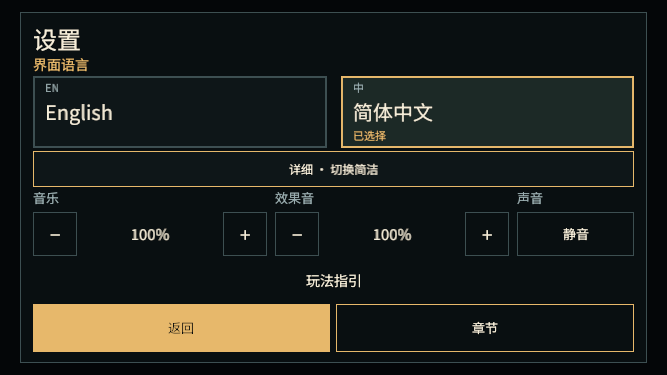 设置
界面语言
EN
English
中
简体中文
已选择
详细 · 切换简洁
音乐
效果音
声音
− 100% +
− 100% +
静音
玩法指引
返回
章节